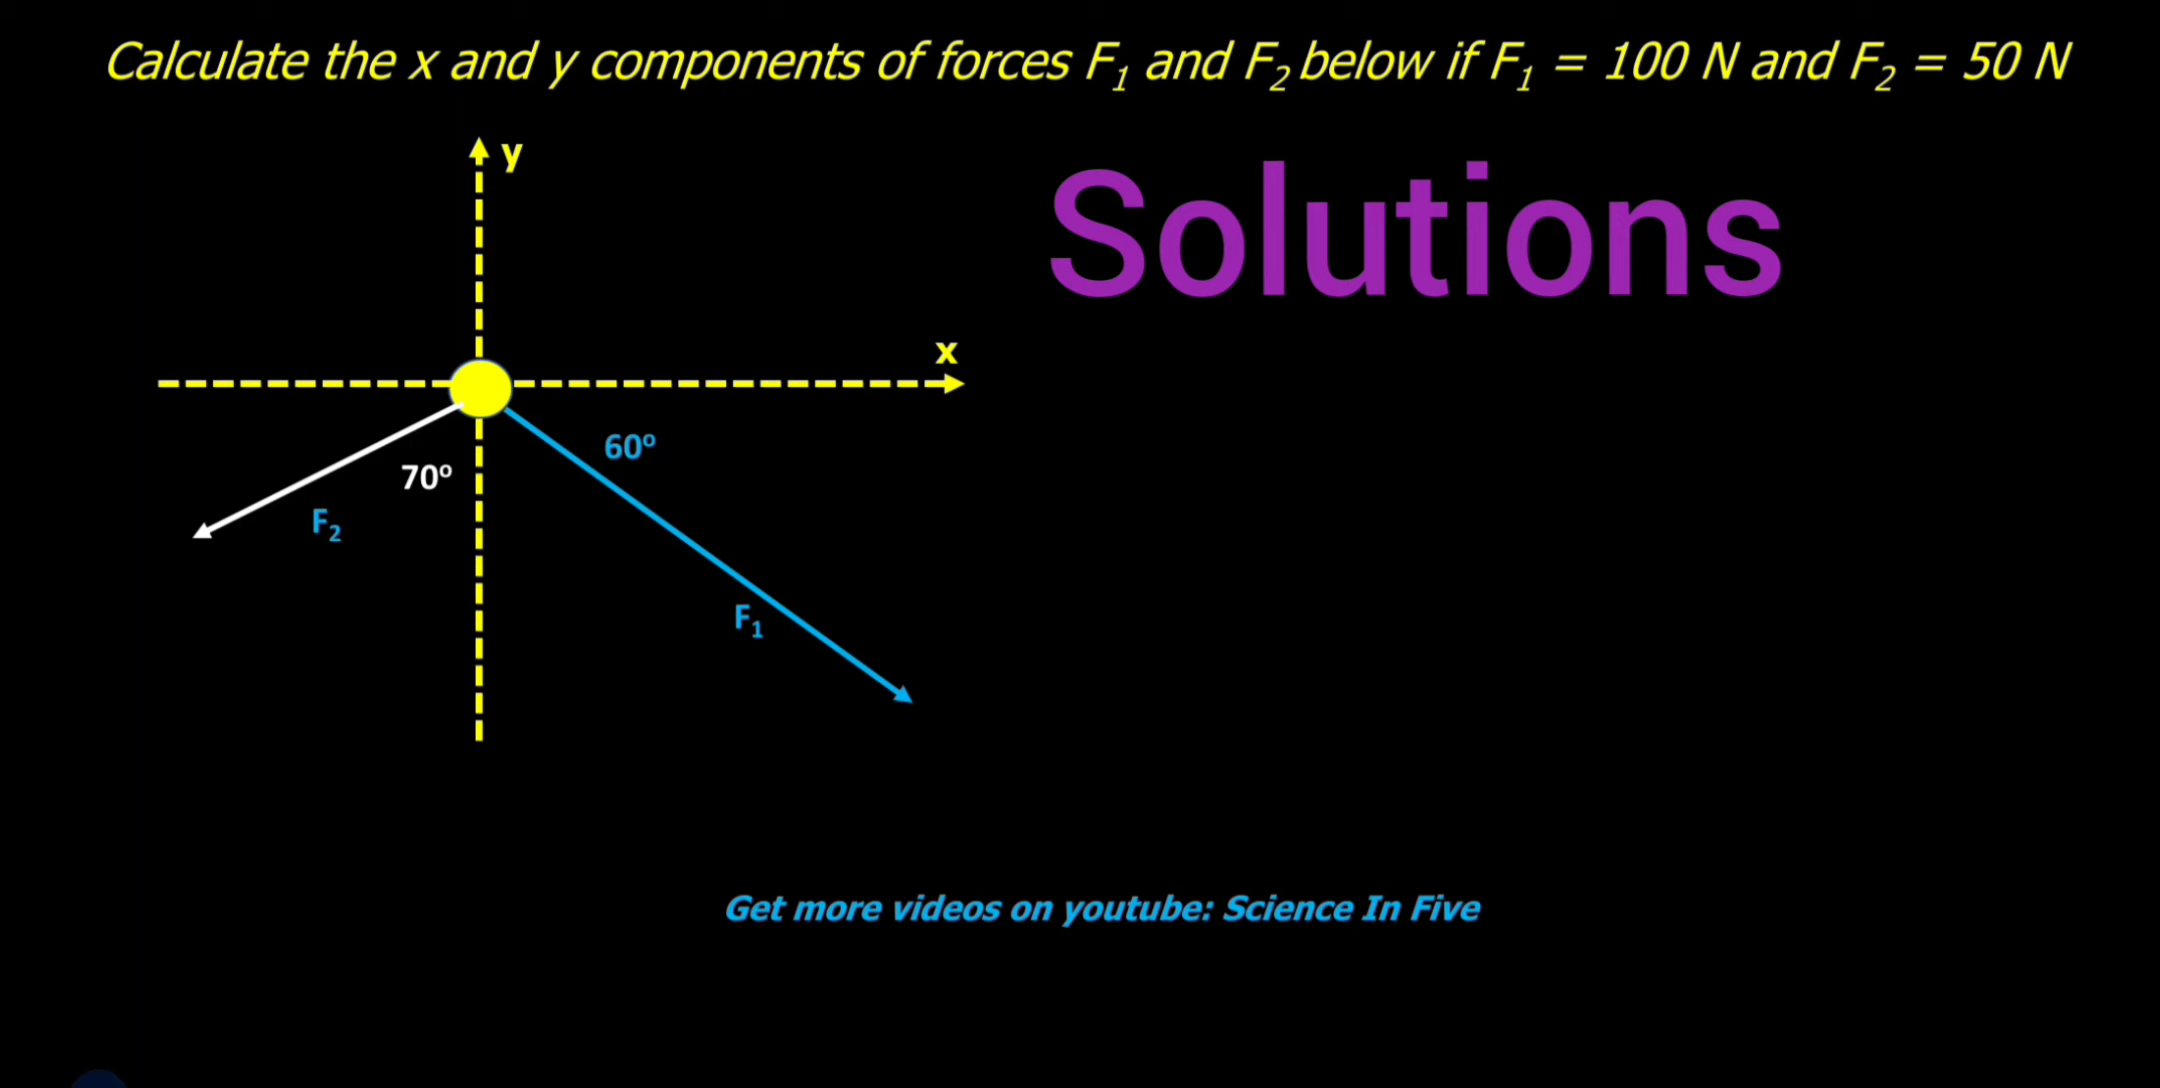 Calculate the x and y components of forces F₁ and F₂ below if F₁ = 100 N and F₂ = 50 N
y
Solutions
x
60º
70º
F₂
F₁
Get more videos on youtube: Science In Five